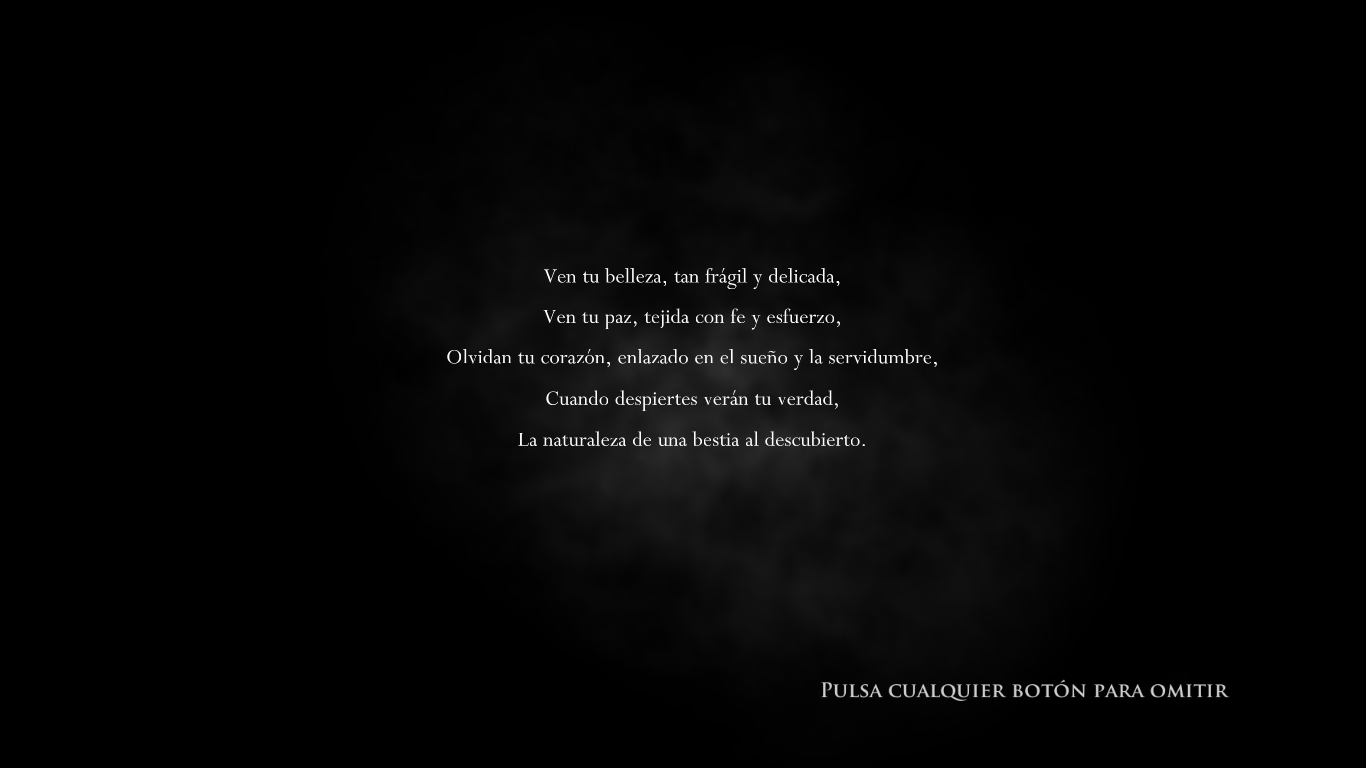 Ven tu belleza, tan frágil y delicada,
Ven tu paz, tejida con fe y esfuerzo,
Olvidan tu corazón, enlazado en el sueño y la servidumbre,
Cuando despiertes verán tu verdad,
La naturaleza de una bestia al descubierto.
Pulsa cualquier botón para omitir